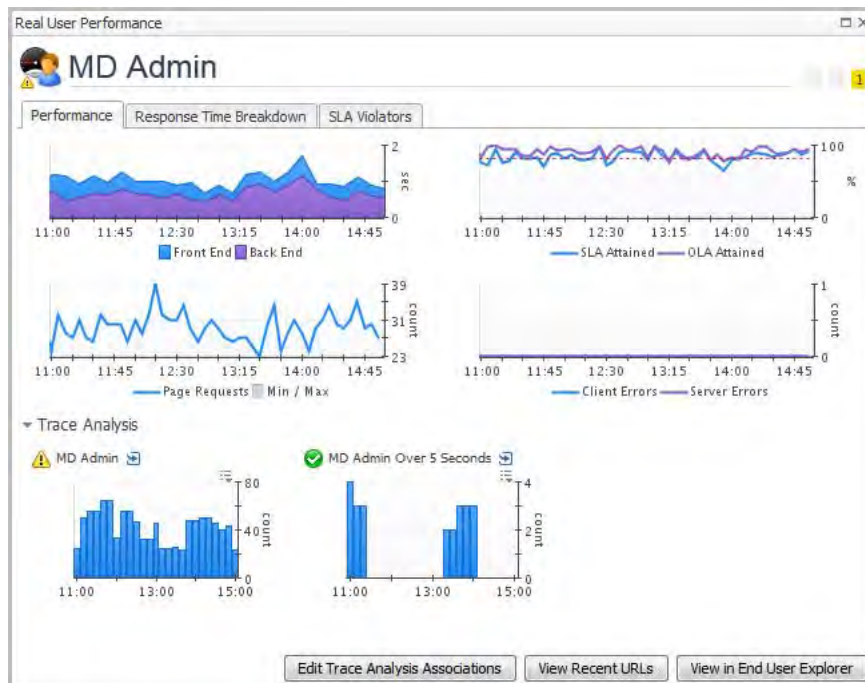 Real User Performance
MD Admin
1
Performance Response Time Breakdown SLA Violators
2
sec
0
11:00 11:45 12:30 13:15 14:00 14:45
Front End Back End
100
%
0
11:00 11:45 12:30 13:15 14:00 14:45
SLA Attained OLA Attained
39
31
count
23
11:00 11:45 12:30 13:15 14:00 14:45
Page Requests Min / Max
1
count
0
11:00 11:45 12:30 13:15 14:00 14:45
Client Errors Server Errors
Trace Analysis
MD Admin
80
40
count
0
11:00 13:00 15:00
MD Admin Over 5 Seconds
4
2
count
0
11:00 13:00 15:00
Edit Trace Analysis Associations View Recent URLs View in End User Explorer